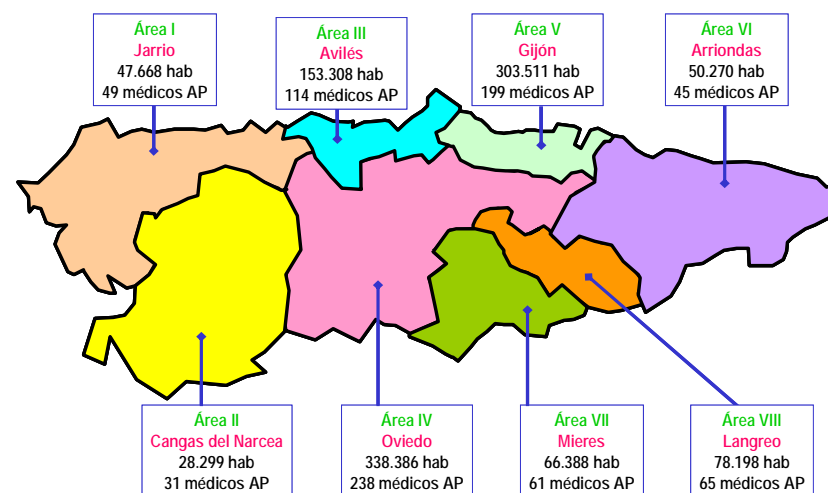 Área I
Jarrio
47.668 hab
49 médicos AP
Área III
Avilés
153.308 hab
114 médicos AP
Área V
Gijón
303.511 hab
199 médicos AP
Área VI
Arriondas
50.270 hab
45 médicos AP
Área II
Cangas del Narcea
28.299 hab
31 médicos AP
Área IV
Oviedo
338.386 hab
238 médicos AP
Área VII
Mieres
66.388 hab
61 médicos AP
Área VIII
Langreo
78.198 hab
65 médicos AP